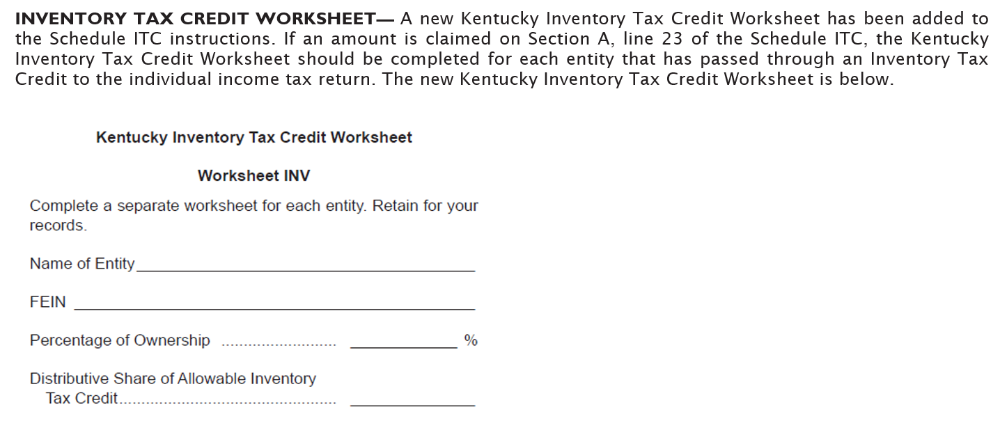 INVENTORY TAX CREDIT WORKSHEET— A new Kentucky Inventory Tax Credit Worksheet has been added to
the Schedule ITC instructions. If an amount is claimed on Section A, line 23 of the Schedule ITC, the Kentucky
Inventory Tax Credit Worksheet should be completed for each entity that has passed through an Inventory Tax
Credit to the individual income tax return. The new Kentucky Inventory Tax Credit Worksheet is below.
Kentucky Inventory Tax Credit Worksheet
Worksheet INV
Complete a separate worksheet for each entity. Retain for your
records.
Name of Entity
FEIN
Percentage of Ownership .......................... %
Distributive Share of Allowable Inventory
Tax Credit.................................................